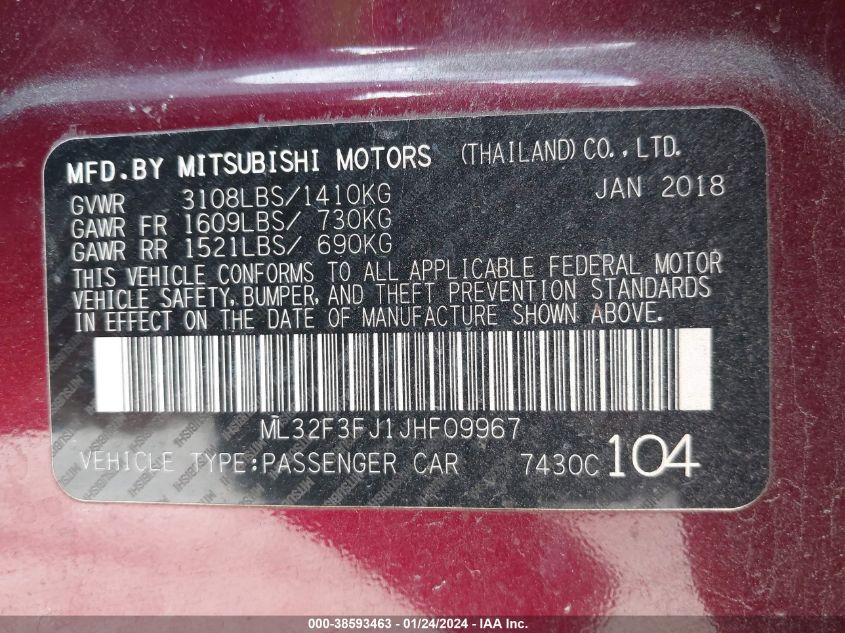 MFD.BY MITSUBISHI MOTORS (THAILAND) CO., LTD.
GVWR 3108LBS/1410KG JAN 2018
GAWR FR 1609LBS/ 730KG
GAWR RR 1521LBS/ 690KG
THIS VEHICLE CONFORMS TO ALL APPLICABLE FEDERAL MOTOR
VEHICLE SAFETY, BUMPER, AND THEFT PREVENTION STANDARDS
IN EFFECT ON THE DATE OF MANUFACTURE SHOWN ABOVE.
ML32F3FJ1JHF09967
VEHICLE TYPE:PASSENGER CAR 7430C 104
000-38593463 - 01/24/2024 - IAA Inc.